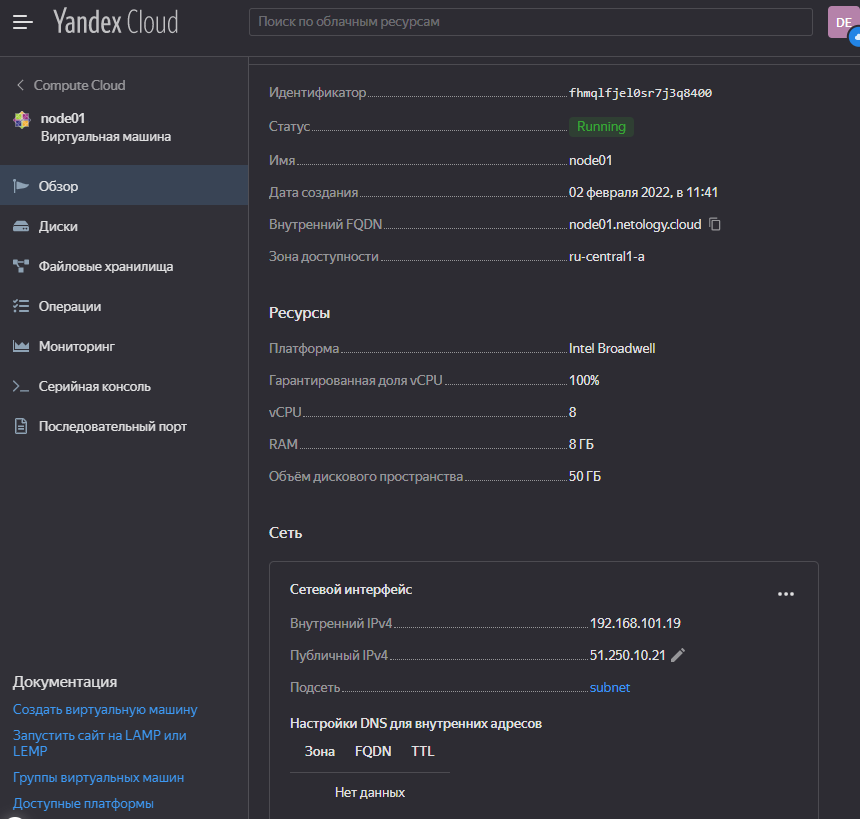 Yandex Cloud
Поиск по облачным ресурсам
DE
Compute Cloud
node01
Виртуальная машина
Обзор
Диски
Файловые хранилища
Операции
Мониторинг
Серийная консоль
Последовательный порт
Документация
Создать виртуальную машину
Запустить сайт на LAMP или
LEMP
Группы виртуальных машин
Доступные платформы
Идентификатор fhmqlfjel0sr7j3q8400
Статус Running
Имя node01
Дата создания 02 февраля 2022, в 11:41
Внутренний FQDN node01.netology.cloud
Зона доступности ru-central1-a
Ресурсы
Платформа Intel Broadwell
Гарантированная доля vCPU 100%
vCPU 8
RAM 8 ГБ
Объём дискового пространства 50 ГБ
Сеть
Сетевой интерфейс
Внутренний IPv4 192.168.101.19
Публичный IPv4 51.250.10.21
Подсеть subnet
Настройки DNS для внутренних адресов
Зона FQDN TTL
Нет данных